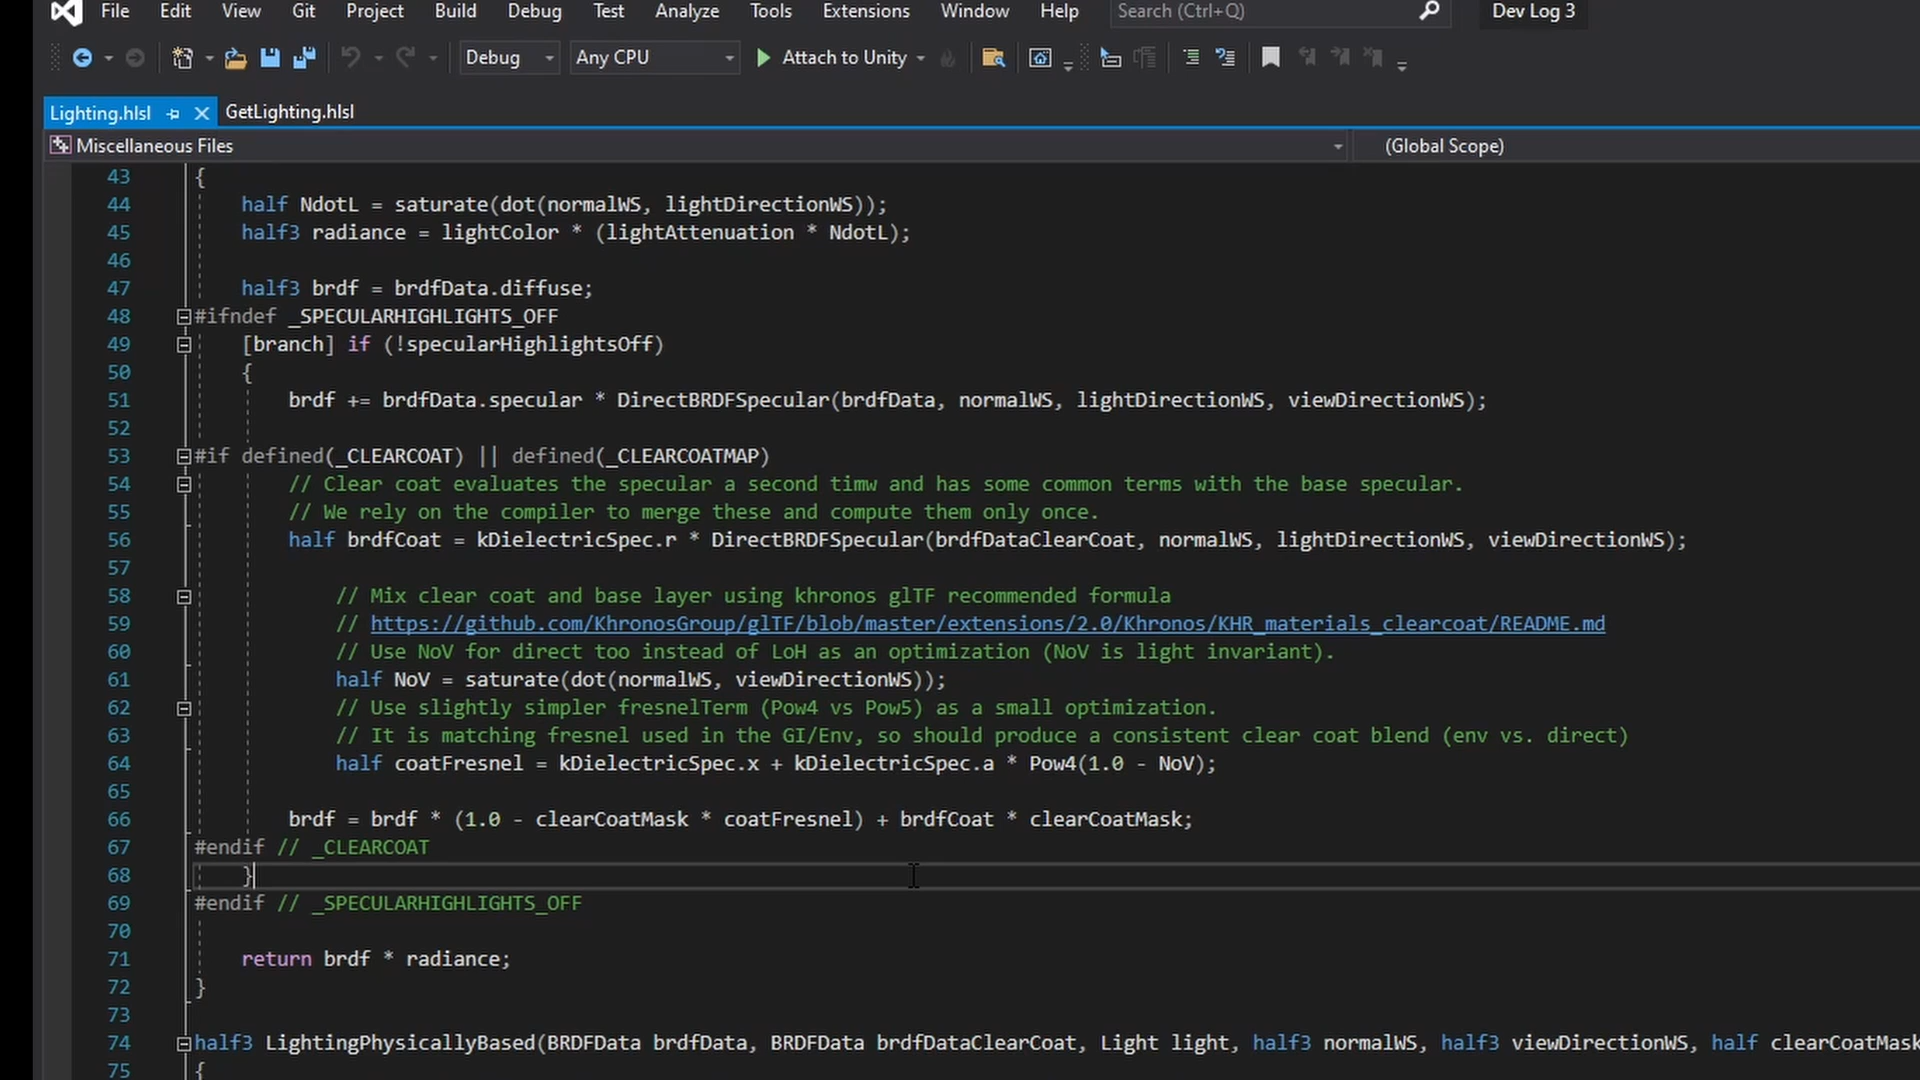 File Edit View Git Project Build Debug Test Analyze Tools Extensions Window Help Search (Ctrl+Q) Dev Log 3
Debug Any CPU Attach to Unity
Lighting.hlsl GetLighting.hlsl
Miscellaneous Files (Global Scope)
43 {
44 half NdotL = saturate(dot(normalWS, lightDirectionWS));
45 half3 radiance = lightColor * (lightAttenuation * NdotL);
46
47 half3 brdf = brdfData.diffuse;
48 #ifndef _SPECULARHIGHLIGHTS_OFF
49 [branch] if (!specularHighlightsOff)
50 {
51 brdf += brdfData.specular * DirectBRDFSpecular(brdfData, normalWS, lightDirectionWS, viewDirectionWS);
52
53 #if defined(_CLEARCOAT) || defined(_CLEARCOATMAP)
54 // Clear coat evaluates the specular a second timw and has some common terms with the base specular.
55 // We rely on the compiler to merge these and compute them only once.
56 half brdfCoat = kDielectricSpec.r * DirectBRDFSpecular(brdfDataClearCoat, normalWS, lightDirectionWS, viewDirectionWS);
57
58 // Mix clear coat and base layer using khronos glTF recommended formula
59 // https://github.com/KhronosGroup/glTF/blob/master/extensions/2.0/Khronos/KHR_materials_clearcoat/README.md
60 // Use NoV for direct too instead of LoH as an optimization (NoV is light invariant).
61 half NoV = saturate(dot(normalWS, viewDirectionWS));
62 // Use slightly simpler fresnelTerm (Pow4 vs Pow5) as a small optimization.
63 // It is matching fresnel used in the GI/Env, so should produce a consistent clear coat blend (env vs. direct)
64 half coatFresnel = kDielectricSpec.x + kDielectricSpec.a * Pow4(1.0 - NoV);
65
66 brdf = brdf * (1.0 - clearCoatMask * coatFresnel) + brdfCoat * clearCoatMask;
67 #endif // _CLEARCOAT
68 }
69 #endif // _SPECULARHIGHLIGHTS_OFF
70
71 return brdf * radiance;
72 }
73
74 half3 LightingPhysicallyBased(BRDFData brdfData, BRDFData brdfDataClearCoat, Light light, half3 normalWS, half3 viewDirectionWS, half clearCoatMask
75 {